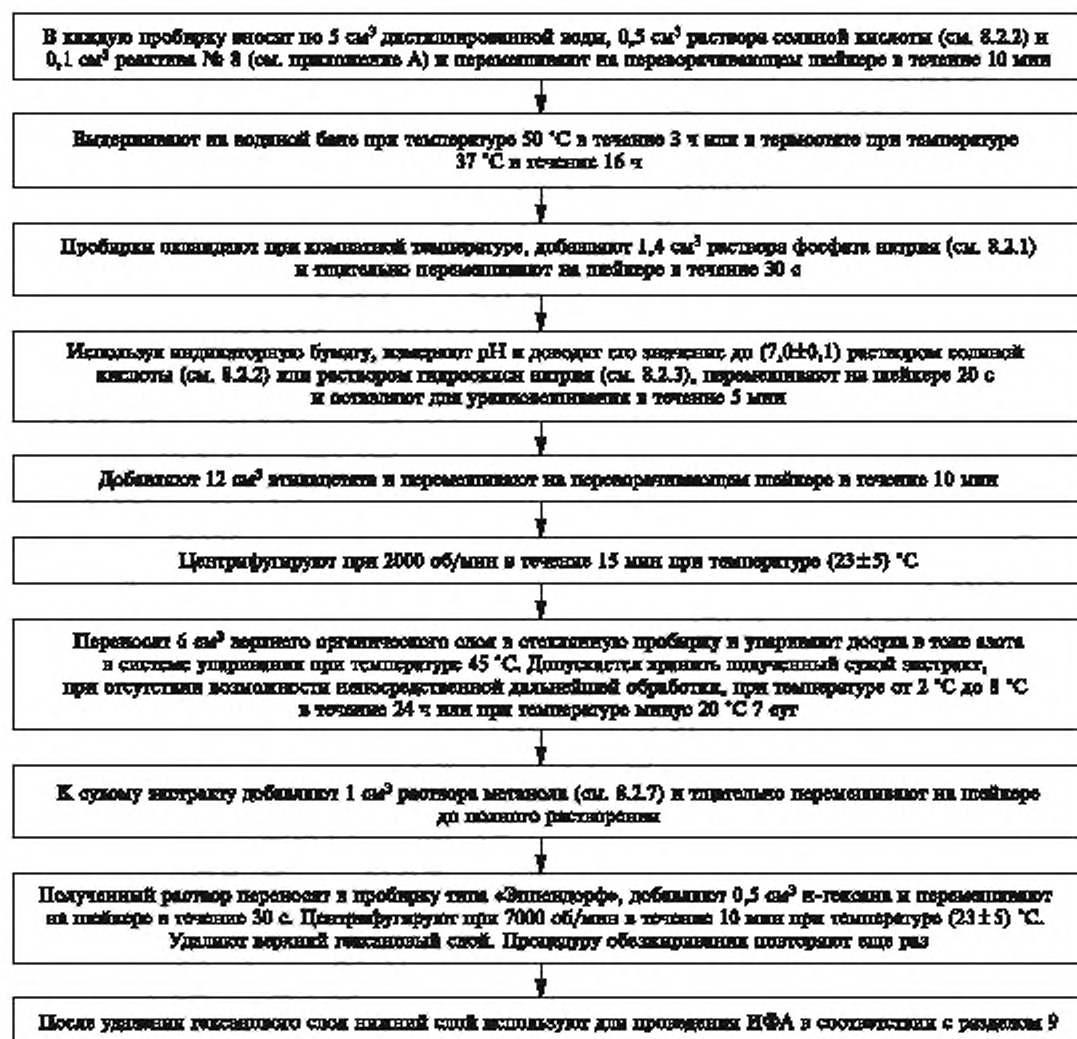 В каждую пробирку вносят по 5 см³ дистиллированной воды, 0,5 см³ раствора соляной кислоты (см. 8.2.2) и
0,1 см³ реактива № 8 (см. приложение А) и перемешивают на переворачивающем шейкере в течение 10 мин
Выдерживают на водяной бане при температуре 50 °С в течение 3 ч или в термостате при температуре
37 °С в течение 16 ч
Пробирки охлаждают при комнатной температуре, добавляют 1,4 см³ раствора фосфата натрия (см. 8.2.1)
и тщательно перемешивают на шейкере в течение 30 с
Используя индикаторную бумагу, измеряют рН и доводят его значение до (7,0±0,1) раствором соляной
кислоты (см. 8.2.2) или раствором гидроокиси натрия (см. 8.2.3), перемешивают на шейкере 20 с
и оставляют для уравновешивания в течение 5 мин
Добавляют 12 см³ этилацетата и перемешивают на переворачивающем шейкере в течение 10 мин
Центрифугируют при 2000 об/мин в течение 15 мин при температуре (23±5) °С
Переносят 6 см³ верхнего органического слоя в стеклянную пробирку и упаривают досуха в токе азота
в системе упаривания при температуре 45 °С. Допускается хранить полученный сухой экстракт,
при отсутствии возможности непосредственной дальнейшей обработки, при температуре от 2 °С до 8 °С
в течение 24 ч или при температуре минус 20 °С 7 сут
К сухому экстракту добавляют 1 см³ раствора метанола (см. 8.2.7) и тщательно перемешивают на шейкере
до полного растворения
Полученный раствор переносят в пробирку типа «Эппендорф», добавляют 0,5 см³ н-гексана и перемешивают
на шейкере в течение 30 с. Центрифугируют при 7000 об/мин в течение 10 мин при температуре (23±5) °С.
Удаляют верхний гексановый слой. Процедуру обезжиривания повторяют еще раз
После удаления гексанового слоя нижний слой используют для проведения ИФА в соответствии с разделом 9